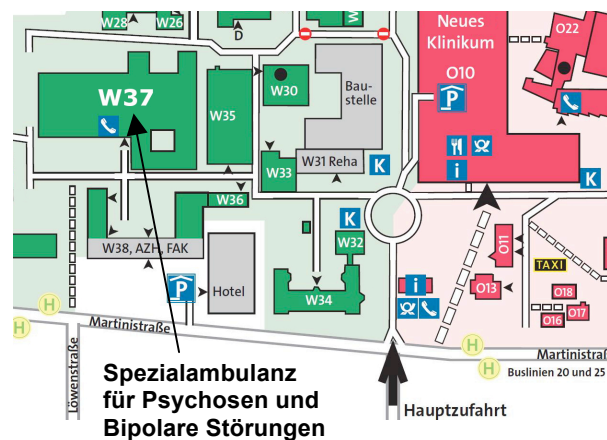 W28
W26
D
W
Neues
Klinikum
O22
W37
W30
Bau-
stelle
O10
P
W35
W31 Reha
K
W33
i
K
W36
K
W38, AZH, FAK
W32
O11
P
Hotel
W34
i
TAXI
O13
O18
O16
O17
H
H
H
Martinistraße
Martinistraß
Löwenstraße
Buslinien 20 und 25
Spezialambulanz
für Psychosen und
Bipolare Störungen
Hauptzufahrt